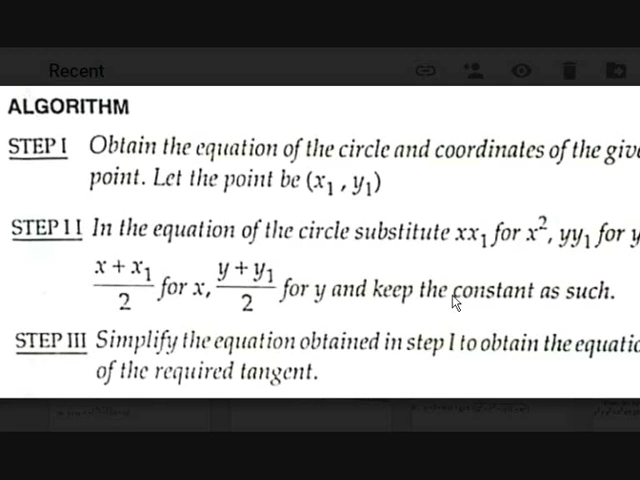 Recent
ALGORITHM
STEP I Obtain the equation of the circle and coordinates of the
point. Let the point be (x₁ , y₁)
STEP II In the equation of the circle substitute xx₁ for x², yy₁ for
x + x₁/2 for x, y + y₁/2 for y and keep the constant as such.
STEP III Simplify the equation obtained in step I to obtain the
of the required tangent.